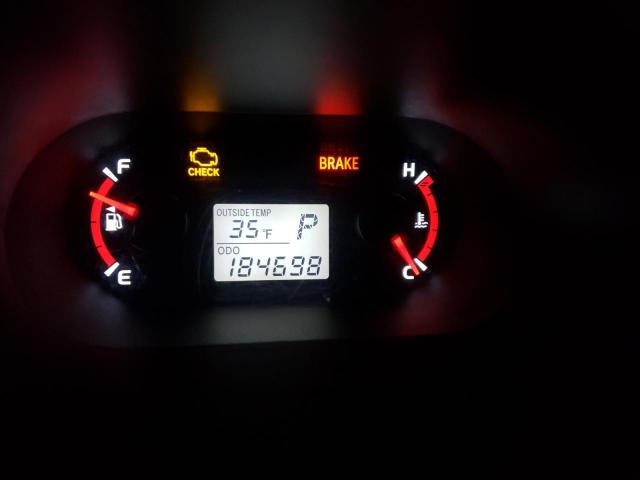 F
CHECK
BRAKE
H
OUTSIDE TEMP
35 °F
P
ODO
184698
E
C